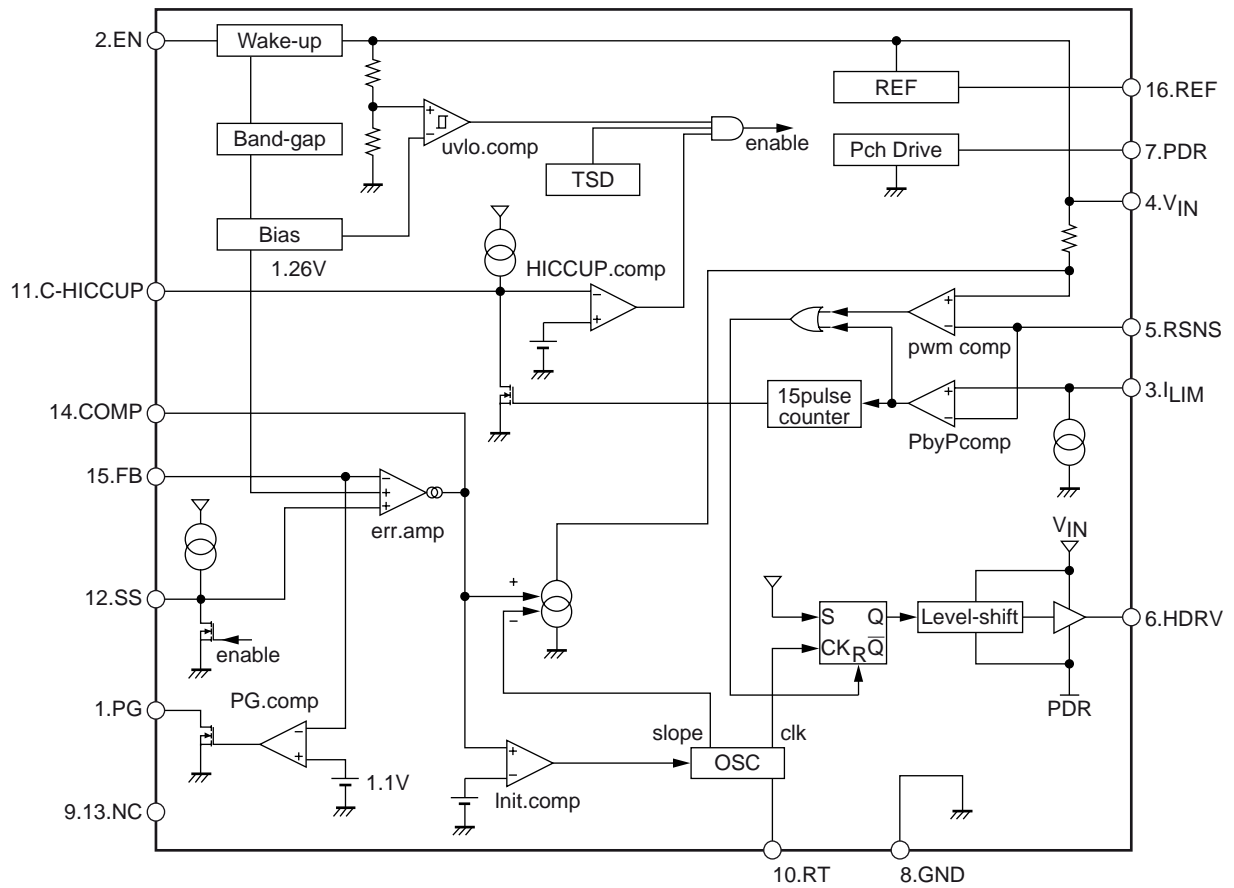 2.EN
Wake-up
REF
16.REF
Band-gap
+
−
uvlo.comp
enable
Pch Drive
7.PDR
TSD
4.VIN
Bias
1.26V
HICCUP.comp
11.C-HICCUP
−
+
+
−
pwm comp
5.RSNS
15pulse
counter
+
−
PbyPcomp
3.ILIM
14.COMP
15.FB
−
+
+
err.amp
VIN
12.SS
enable
+
−
S Q
CK R Q̅
Level-shift
6.HDRV
PDR
1.PG
PG.comp
−
+
1.1V
slope clk
OSC
+
−
Init.comp
9.13.NC
10.RT
8.GND